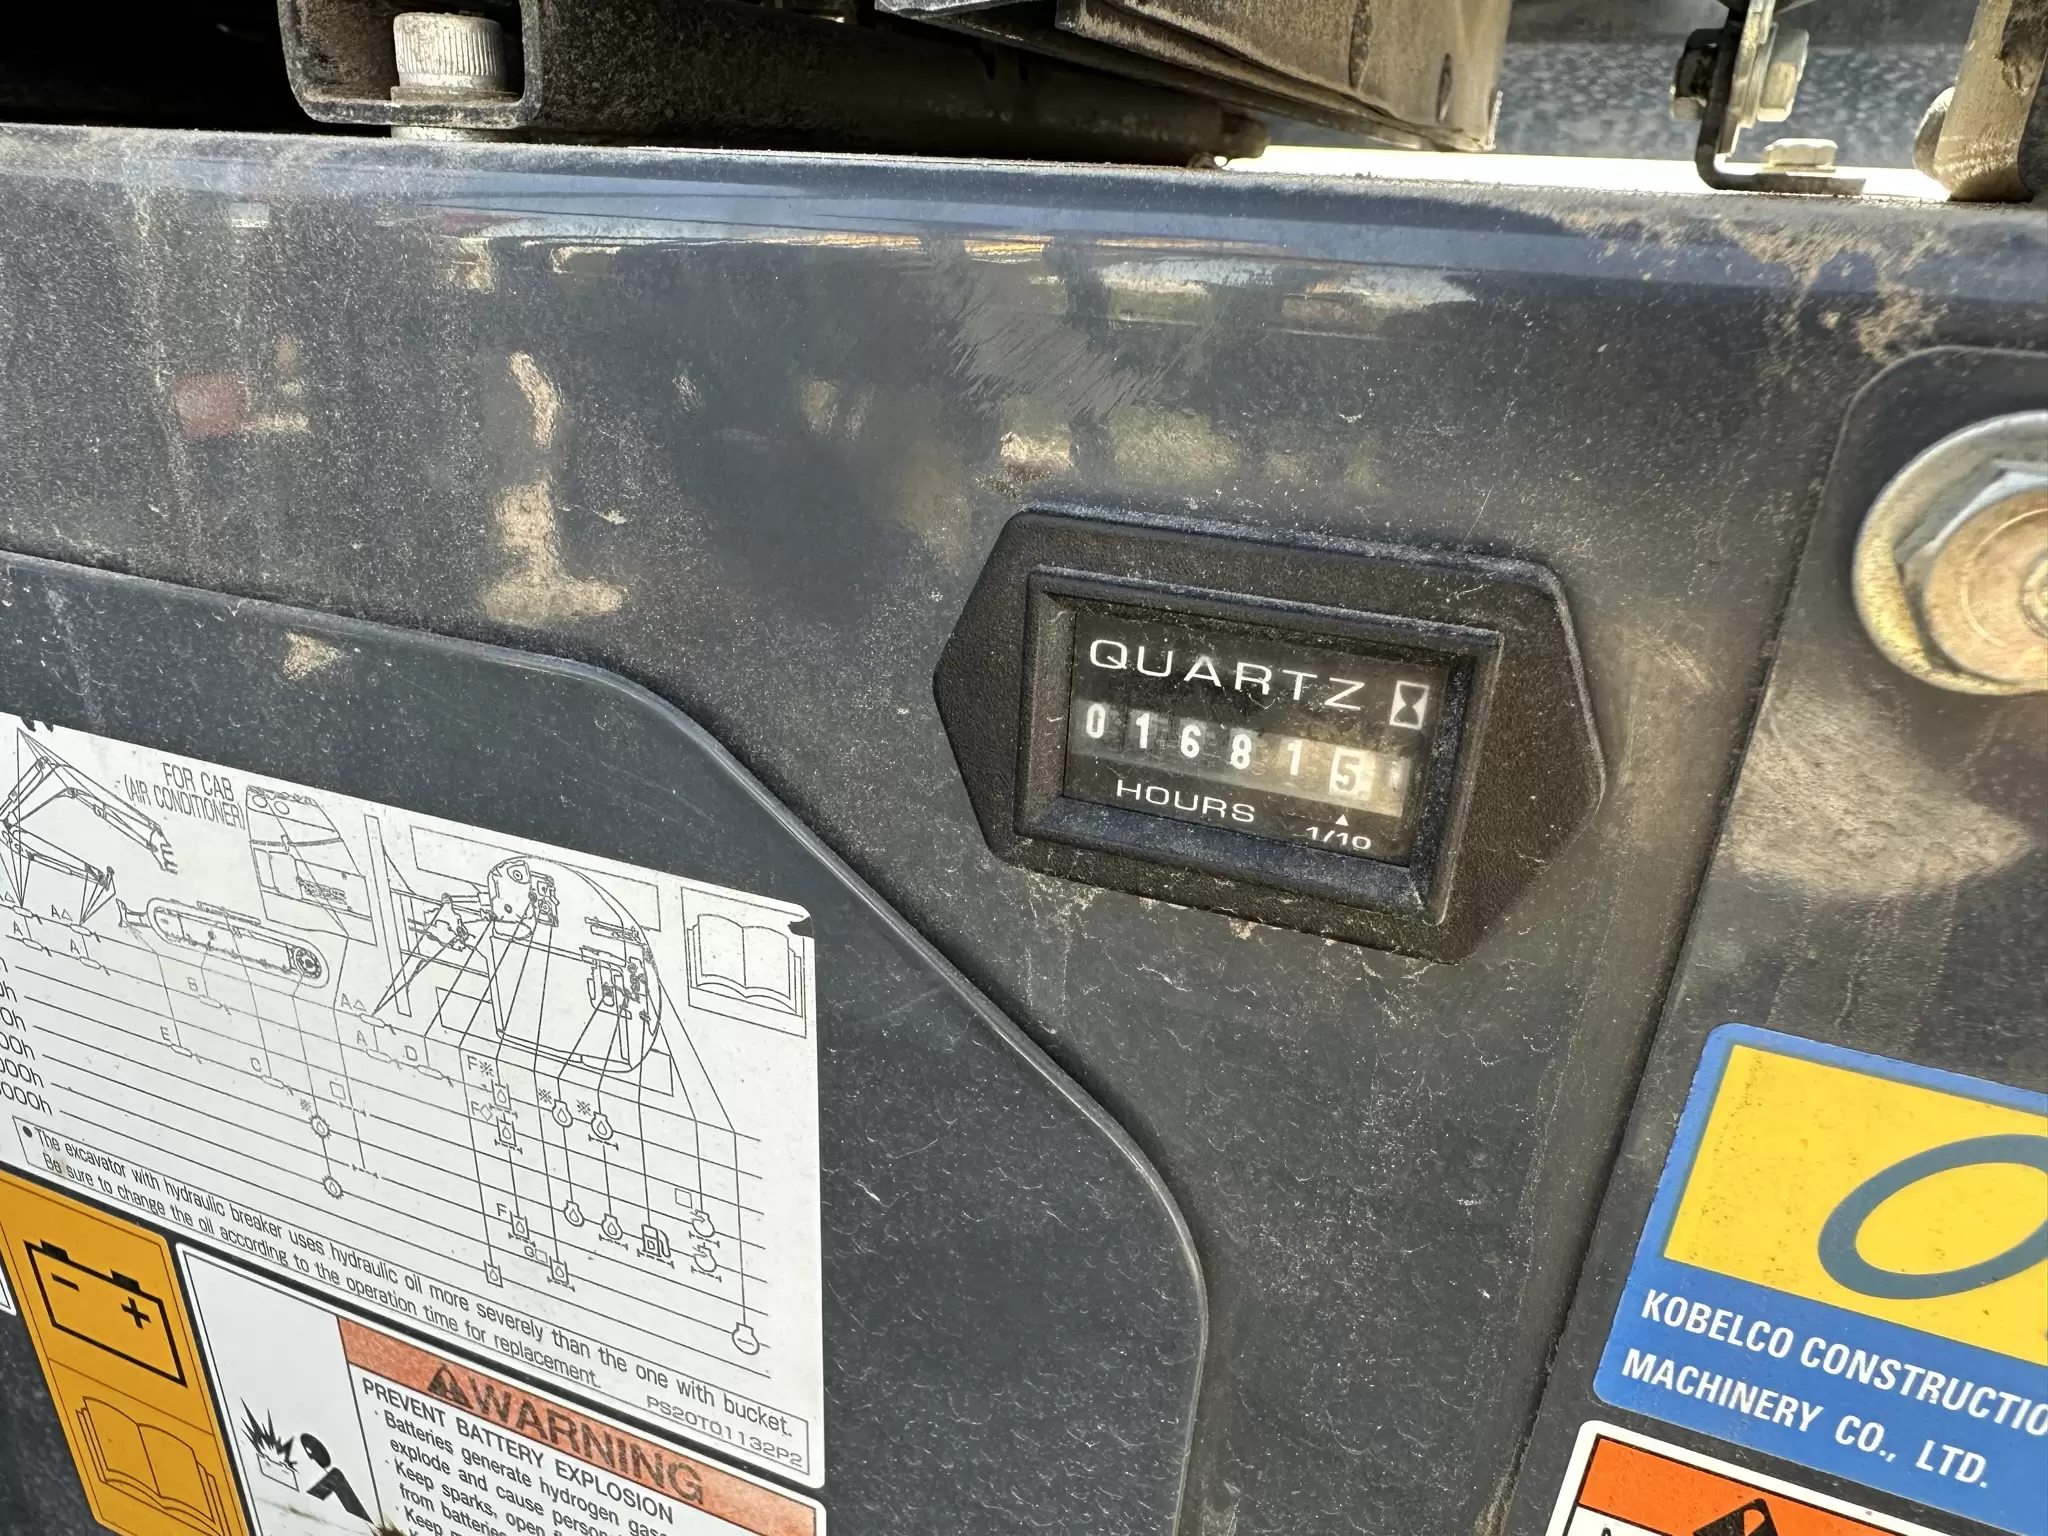 QUARTZ
016815
HOURS 1/10
FOR CAB
(AIR CONDITIONER)
A△
A△
A
A
B
A△
E
A
D
C
F※
※
※
F◇
F
G□
000h
● The excavator with hydraulic breaker uses hydraulic oil more severely than the one with bucket.
Be sure to change the oil according to the operation time for replacement.
PS20T01132P2
WARNING
PREVENT BATTERY EXPLOSION
· Batteries generate hydrogen gas
explode and cause person
· Keep sparks, open
from batteries
· Keep
KOBELCO CONSTRUCTIO
MACHINERY CO., LTD.